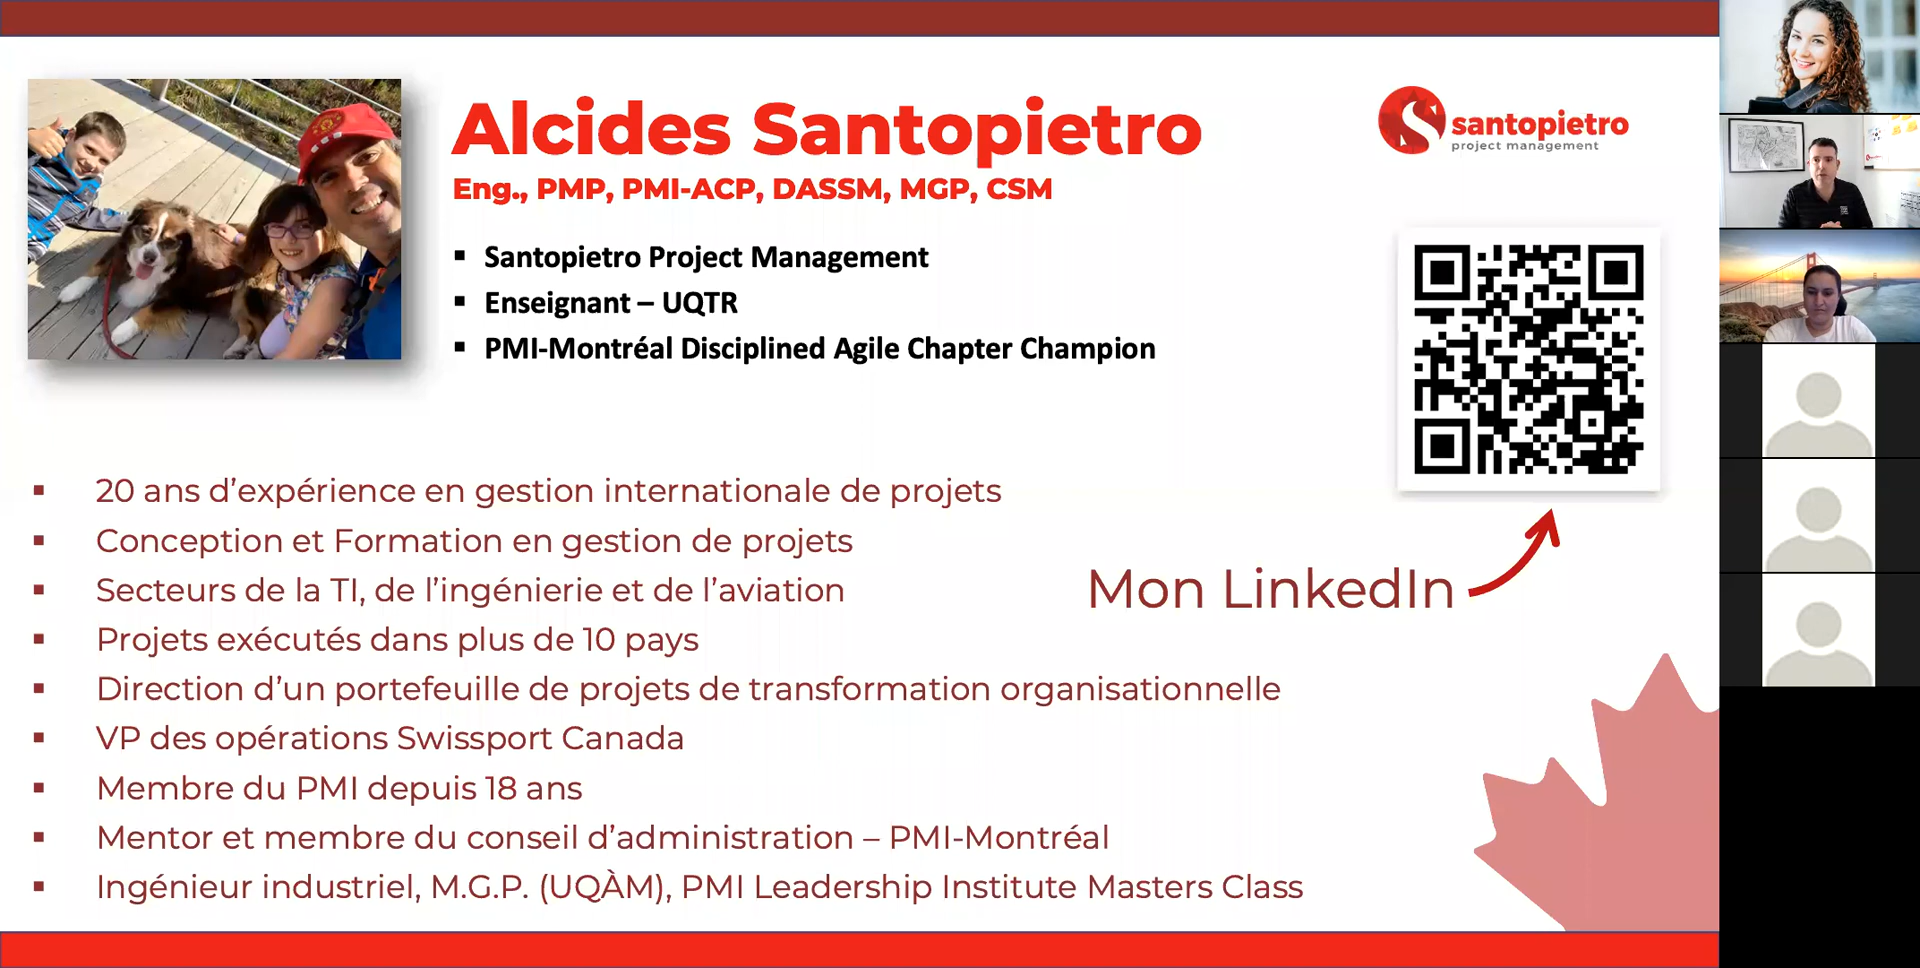 Alcides Santopietro
Eng., PMP, PMI-ACP, DASSM, MGP, CSM
santopietro
project management
▪ Santopietro Project Management
▪ Enseignant – UQTR
▪ PMI-Montréal Disciplined Agile Chapter Champion
▪ 20 ans d’expérience en gestion internationale de projets
▪ Conception et Formation en gestion de projets
▪ Secteurs de la TI, de l’ingénierie et de l’aviation
Mon LinkedIn
▪ Projets exécutés dans plus de 10 pays
▪ Direction d’un portefeuille de projets de transformation organisationnelle
▪ VP des opérations Swissport Canada
▪ Membre du PMI depuis 18 ans
▪ Mentor et membre du conseil d’administration – PMI-Montréal
▪ Ingénieur industriel, M.G.P. (UQÀM), PMI Leadership Institute Masters Class